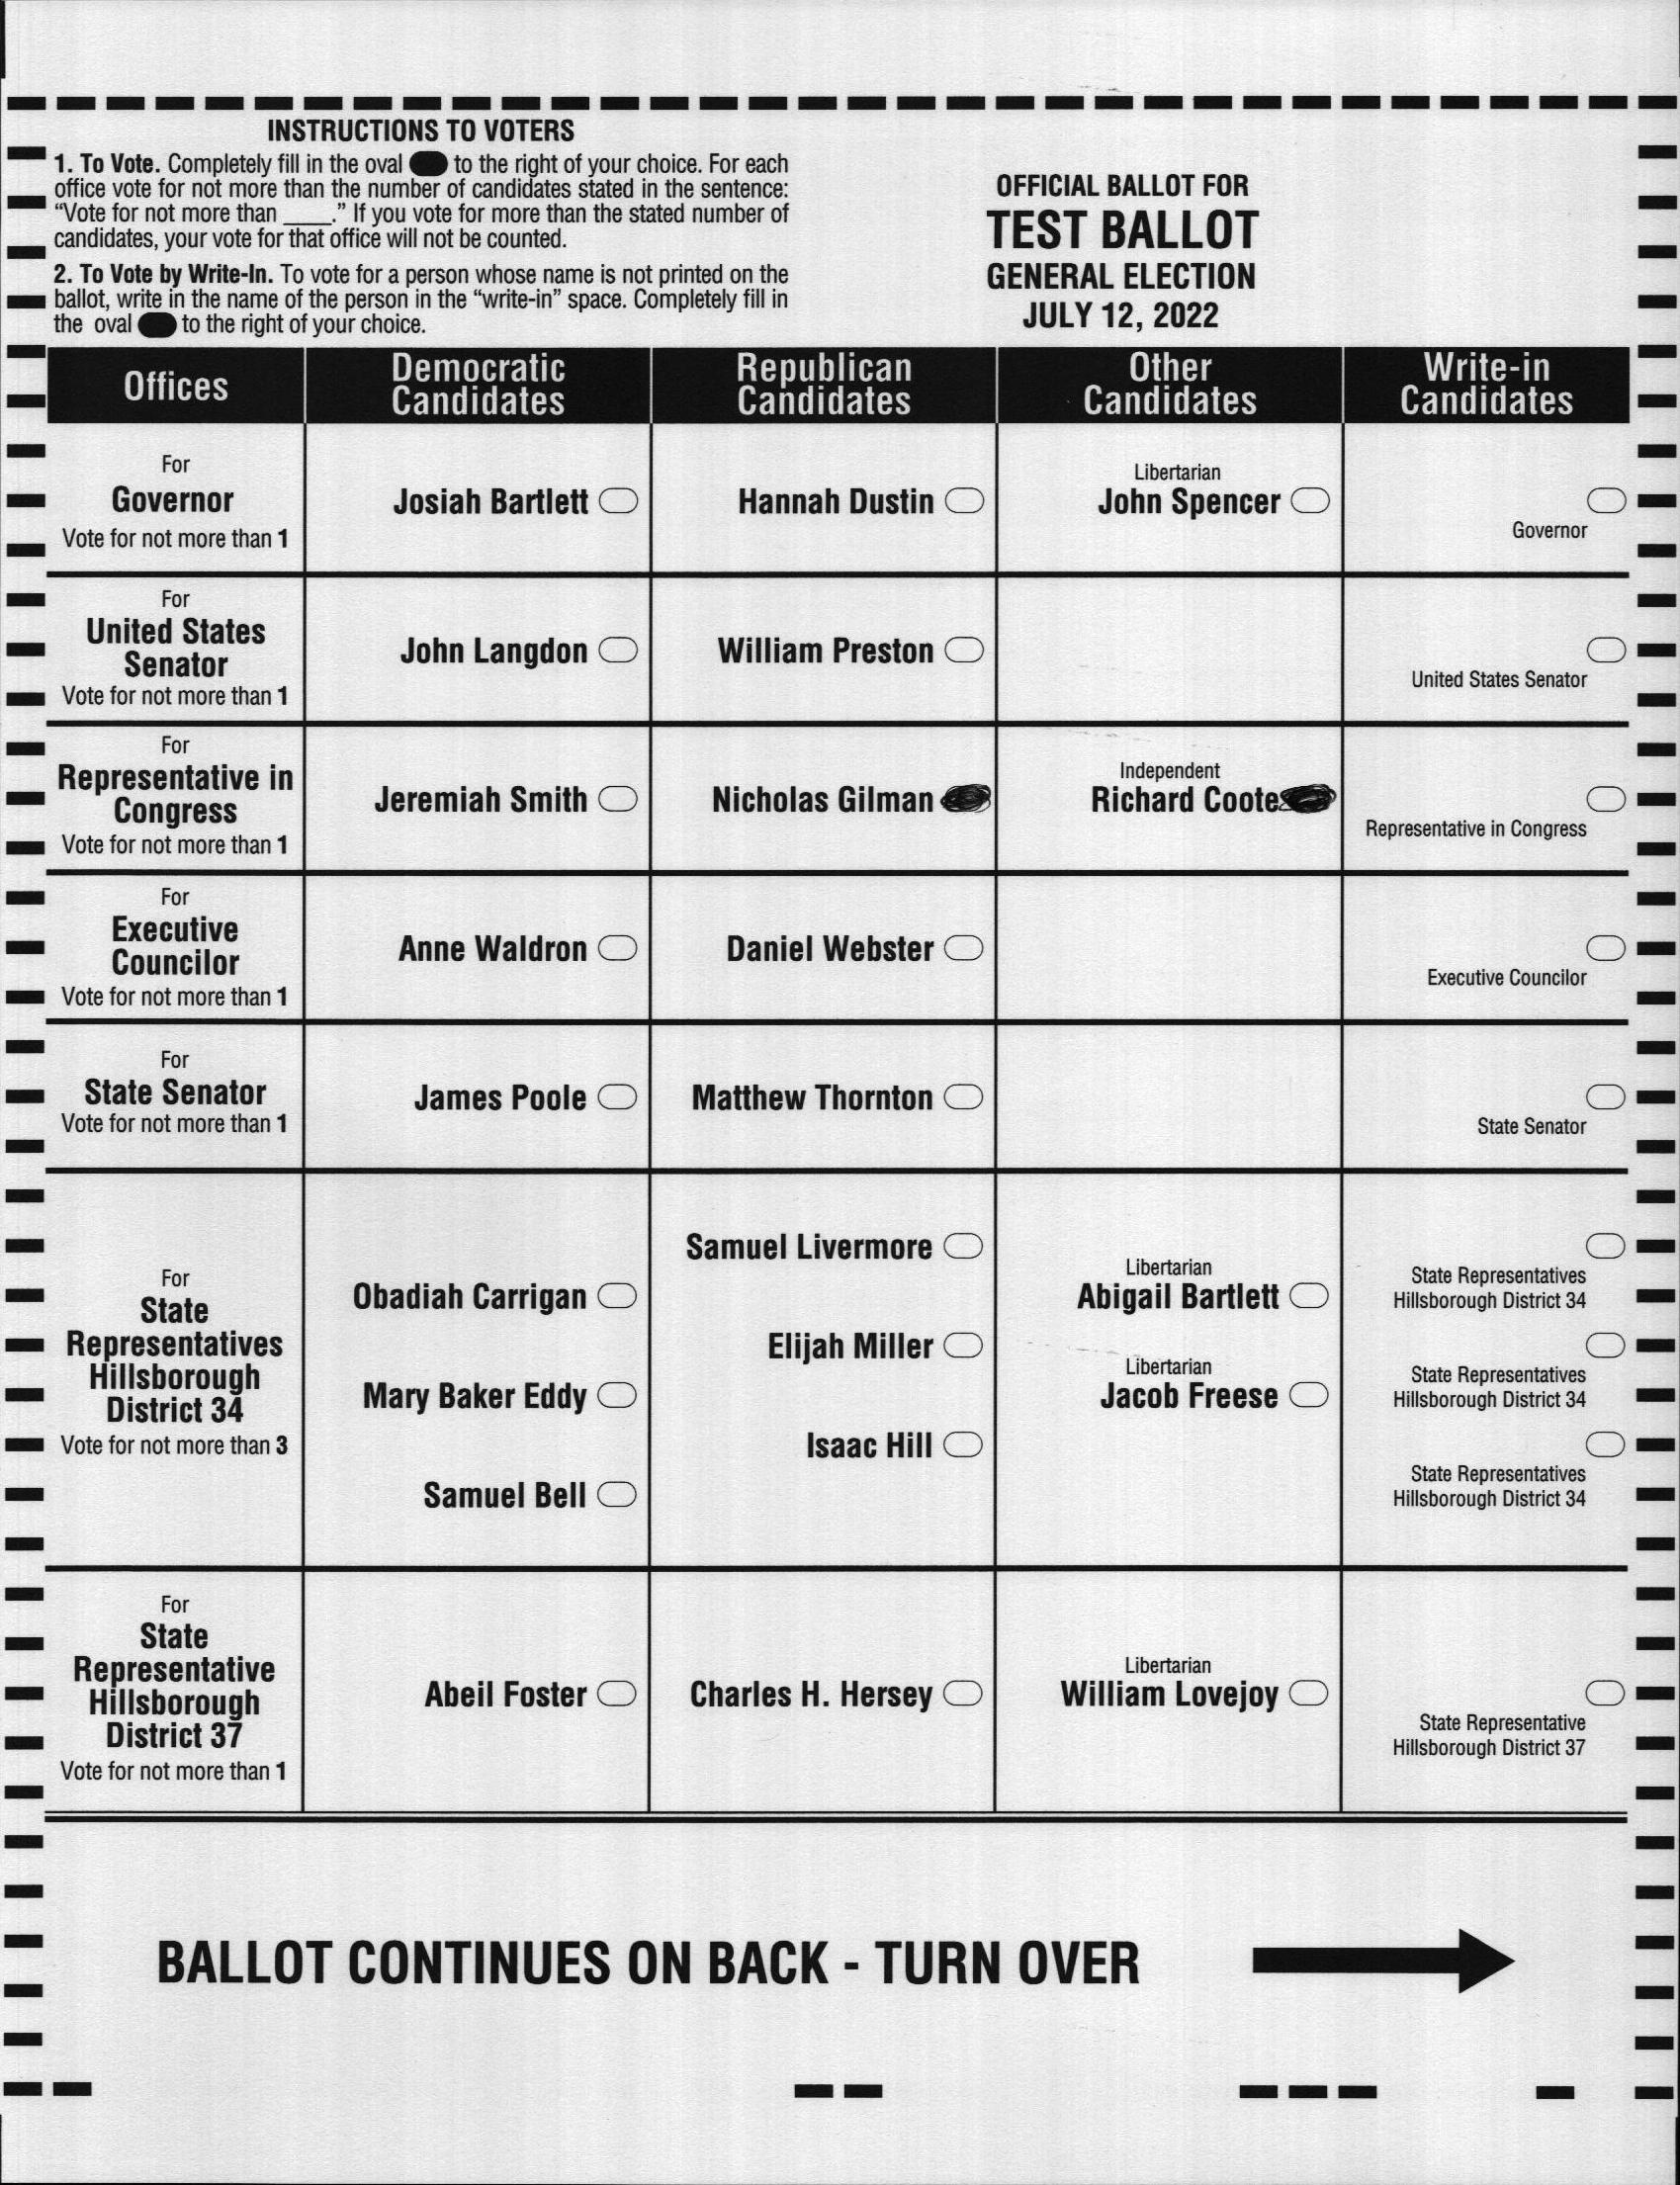 INSTRUCTIONS TO VOTERS
1. To Vote. Completely fill in the oval to the right of your choice. For each
office vote for not more than the number of candidates stated in the sentence:
“Vote for not more than ____.” If you vote for more than the stated number of
candidates, your vote for that office will not be counted.
2. To Vote by Write-In. To vote for a person whose name is not printed on the
ballot, write in the name of the person in the “write-in” space. Completely fill in
the oval to the right of your choice.
OFFICIAL BALLOT FOR
TEST BALLOT
GENERAL ELECTION
JULY 12, 2022
Offices
Democratic
Candidates
Republican
Candidates
Other
Candidates
Write-in
Candidates
For
Governor
Vote for not more than 1
Josiah Bartlett
Hannah Dustin
Libertarian
John Spencer
Governor
For
United States
Senator
Vote for not more than 1
John Langdon
William Preston
United States Senator
For
Representative in
Congress
Vote for not more than 1
Jeremiah Smith
Nicholas Gilman
Independent
Richard Coote
Representative in Congress
For
Executive
Councilor
Vote for not more than 1
Anne Waldron
Daniel Webster
Executive Councilor
For
State Senator
Vote for not more than 1
James Poole
Matthew Thornton
State Senator
For
State
Representatives
Hillsborough
District 34
Vote for not more than 3
Obadiah Carrigan
Mary Baker Eddy
Samuel Bell
Samuel Livermore
Elijah Miller
Isaac Hill
Libertarian
Abigail Bartlett
Libertarian
Jacob Freese
State Representatives
Hillsborough District 34
State Representatives
Hillsborough District 34
State Representatives
Hillsborough District 34
For
State
Representative
Hillsborough
District 37
Vote for not more than 1
Abeil Foster
Charles H. Hersey
Libertarian
William Lovejoy
State Representative
Hillsborough District 37
BALLOT CONTINUES ON BACK - TURN OVER